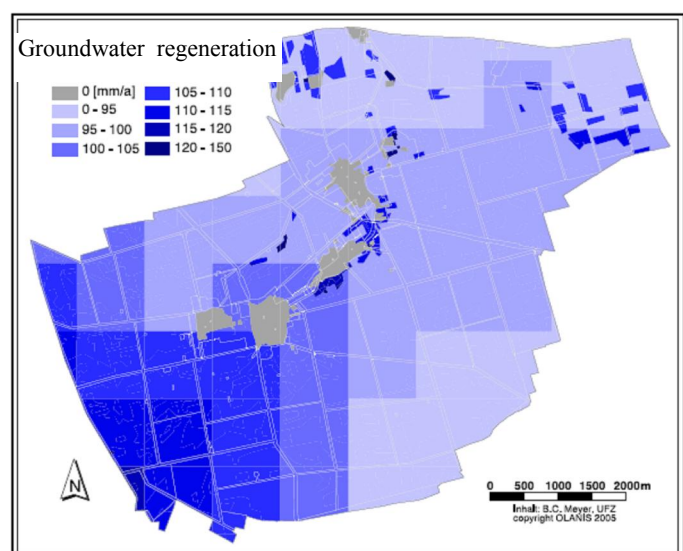 Groundwater regeneration
0 [mm/a]
0 - 95
95 - 100
100 - 105
105 - 110
110 - 115
115 - 120
120 - 150
N
0 500 1000 1500 2000m
Inhalt: B.C. Meyer, UFZ
copyright OLANIS 2005